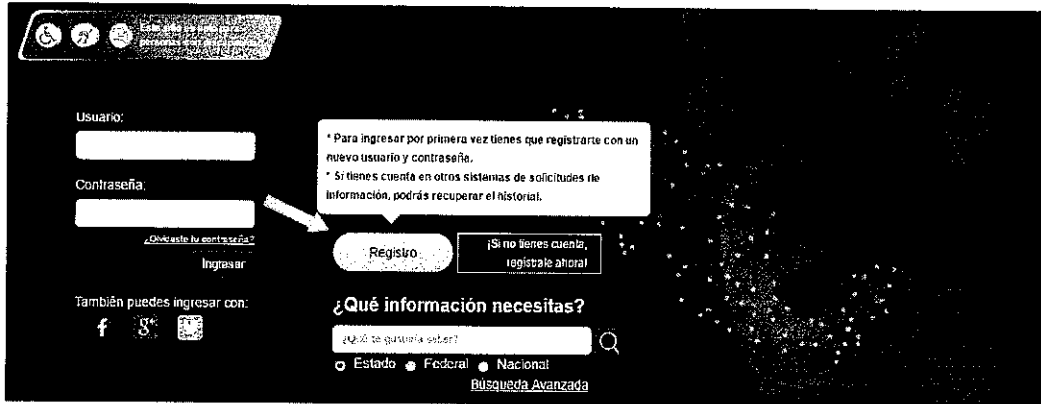 personas con
Usuario:
* Para ingresar por primera vez tienes que registrarte con un
nuevo usuario y contraseña.
* Si tienes cuenta en otros sistemas de solicitudes de
información, podrás recuperar el historial.
Contraseña:
¿Olvidaste tu contraseña?
Ingresar
Registro
¡Si no tienes cuenta,
regístrate ahora!
También puedes ingresar con:
f g+
¿Qué información necesitas?
¿Qué te gustaría saber?
Estado Federal Nacional
Búsqueda Avanzada